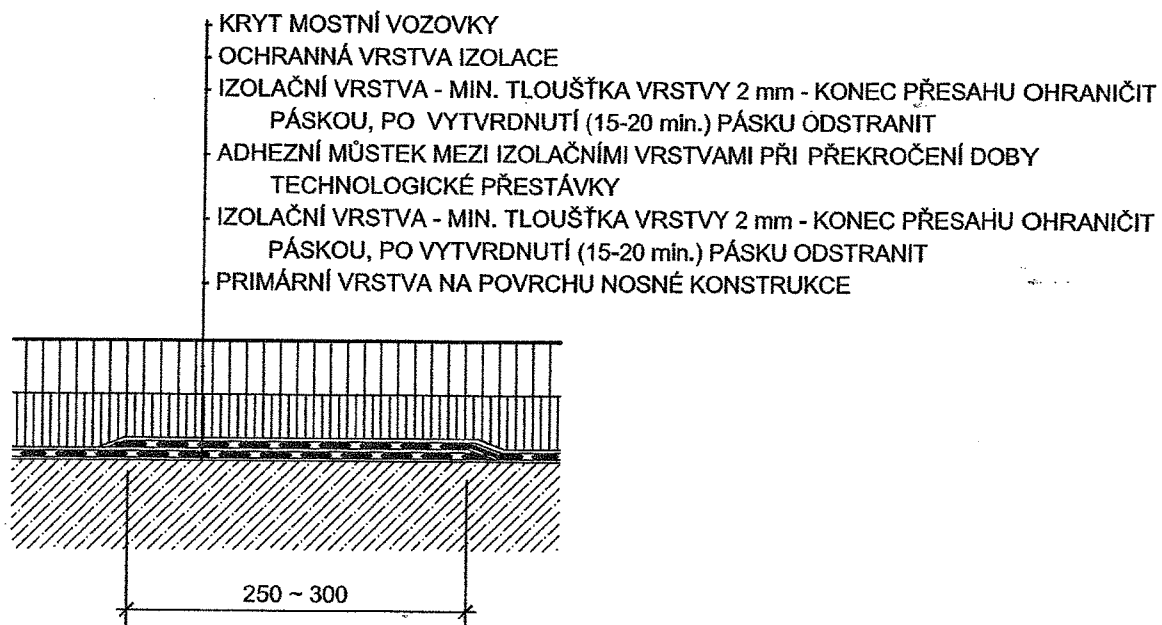 KRYT MOSTNÍ VOZOVKY
OCHRANNÁ VRSTVA IZOLACE
IZOLAČNÍ VRSTVA - MIN. TLOUŠŤKA VRSTVY 2 mm - KONEC PŘESAHU OHRANIČIT
PÁSKOU, PO VYTVRDNUTÍ (15-20 min.) PÁSKU ODSTRANIT
ADHEZNÍ MŮSTEK MEZI IZOLAČNÍMI VRSTVAMI PŘI PŘEKROČENÍ DOBY
TECHNOLOGICKÉ PŘESTÁVKY
IZOLAČNÍ VRSTVA - MIN. TLOUŠŤKA VRSTVY 2 mm - KONEC PŘESAHU OHRANIČIT
PÁSKOU, PO VYTVRDNUTÍ (15-20 min.) PÁSKU ODSTRANIT
PRIMÁRNÍ VRSTVA NA POVRCHU NOSNÉ KONSTRUKCE
250 ~ 300